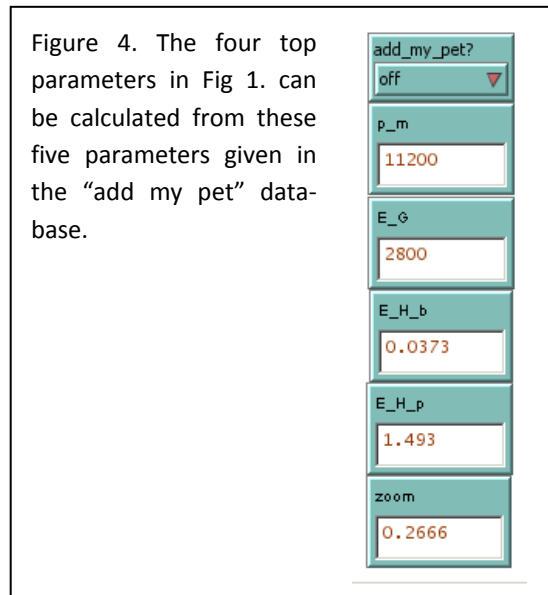 Figure 4. The four top
parameters in Fig 1. can
be calculated from these
five parameters given in
the “add my pet” data-
base.
add_my_pet?
off
p_m
11200
E_G
2800
E_H_b
0.0373
E_H_p
1.493
zoom
0.2666